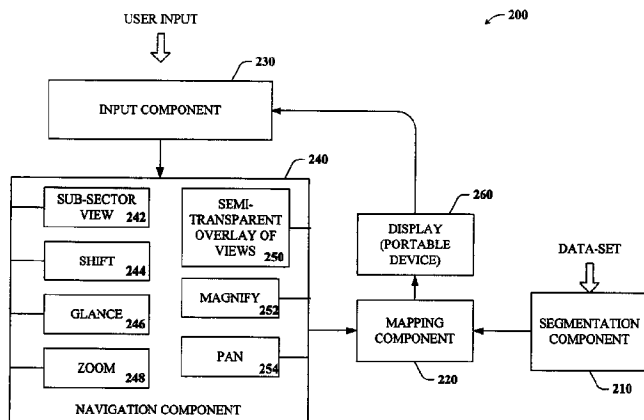 USER INPUT
200
230
INPUT COMPONENT
240
SUB-SECTOR
VIEW 242
SEMI-
TRANSPARENT
OVERLAY OF
VIEWS 250
260
DISPLAY
(PORTABLE
DEVICE)
DATA-SET
SHIFT
244
MAGNIFY
252
GLANCE
246
MAPPING
COMPONENT
SEGMENTATION
COMPONENT
ZOOM
248
PAN
254
220
210
NAVIGATION COMPONENT